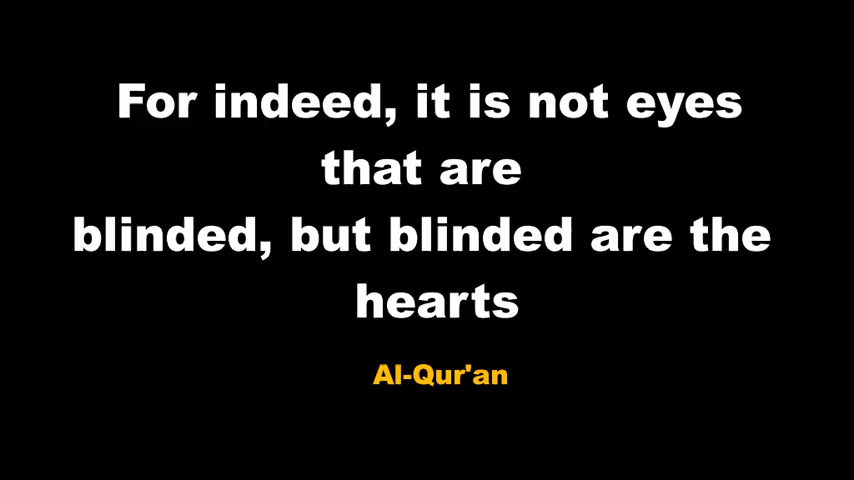 For indeed, it is not eyes
that are
blinded, but blinded are the
hearts
Al-Qur'an